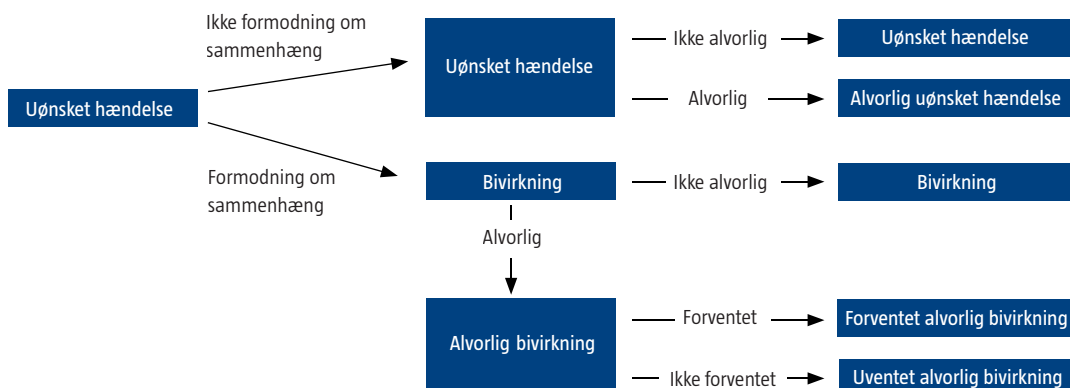 Ikke formodning om
sammenhæng
Uønsket hændelse
Uønsket hændelse
Ikke alvorlig
Uønsket hændelse
Alvorlig
Alvorlig uønsket hændelse
Formodning om
sammenhæng
Bivirkning
Ikke alvorlig
Bivirkning
Alvorlig
Alvorlig bivirkning
Forventet
Forventet alvorlig bivirkning
Ikke forventet
Uventet alvorlig bivirkning